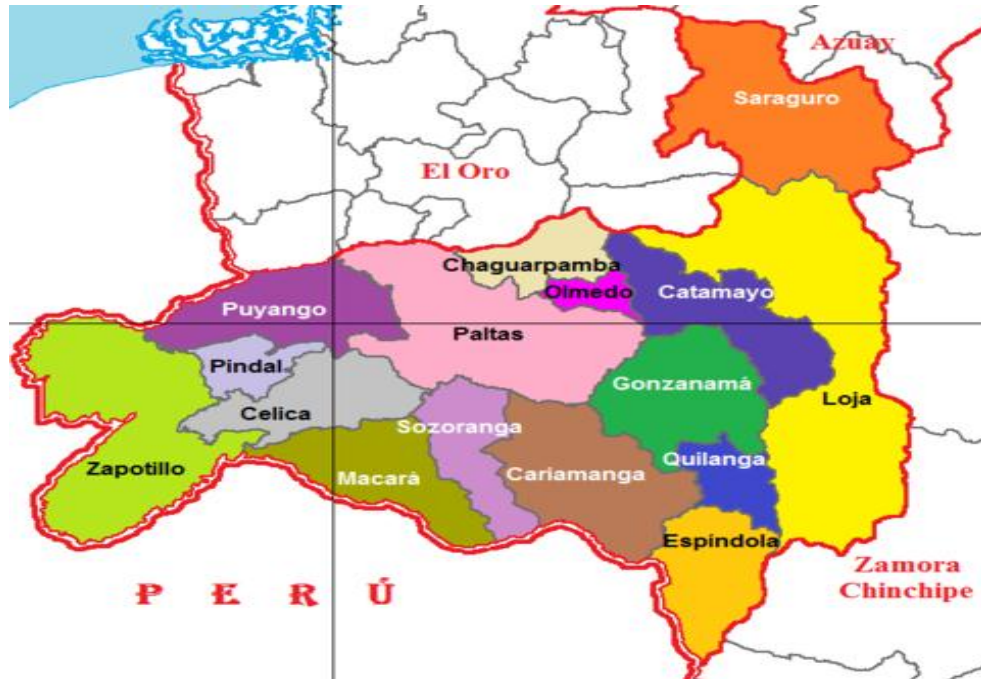 Azuay
Saraguro
El Oro
Chaguarpamba
Olmedo
Catamayo
Puyango
Paltas
Pindal
Gonzanamá
Loja
Celica
Sozoranga
Zapotillo
Macarà
Cariamanga
Quilanga
Espíndola
Zamora
Chinchipe
P E R Ú